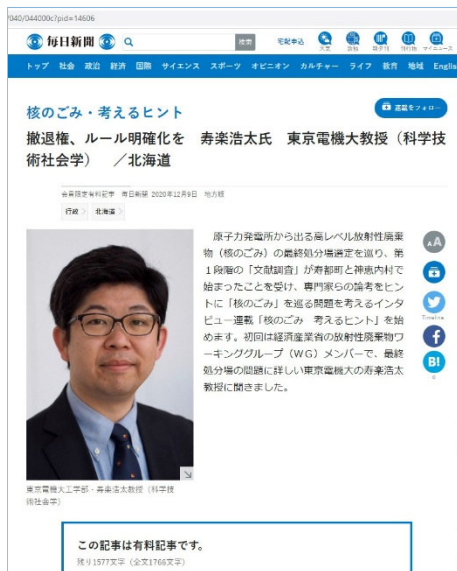 040/044000c?pid=14606
毎日新聞
検索
宅配申込
トップ 社会 政治 経済 国際 サイエンス スポーツ オピニオン カルチャー ライフ 教育 地域 Englis
核のごみ・考えるヒント
連載をフォロー
撤退権、ルール明確化を 寿楽浩太氏 東京電機大教授（科学技
術社会学） ／北海道
会員限定有料記事 毎日新聞 2020年12月8日 地方版
行政
北海道
原子力発電所から出る高レベル放射性廃棄
物（核のごみ）の最終処分場選定を巡り、第
１段階の「文献調査」が寿都町と神恵内村で
始まったことを受け、専門家らの論考をヒン
トに「核のごみ」を巡る問題を考えるインタ
ビュー連載「核のごみ 考えるヒント」を始
めます。初回は経済産業省の放射性廃棄物ワ
ーキンググループ（WG）メンバーで、最終
処分場の問題に詳しい東京電機大の寿楽浩太
教授に聞きました。
AA
Timeline
B!
東京電機大工学部・寿楽浩太教授（科学技
術社会学）
この記事は有料記事です。
残り1577文字（全文1766文字）